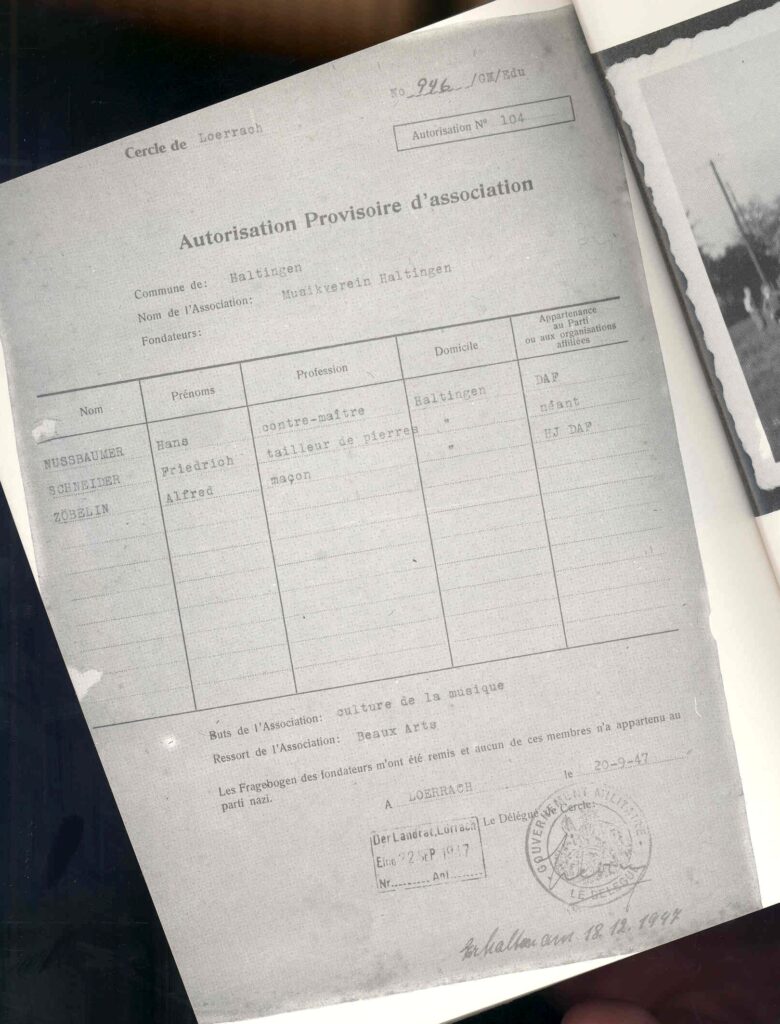 No 946 /GM/Edu
Cercle de Loerrach
Autorisation N° 104
Autorisation Provisoire d'association
Commune de: Haltingen
Nom de l'Association: Musikverein Haltingen
Fondateurs:
Nom Prénoms Profession Domicile Appartenance au Parti ou aux organisations affiliées
NUSSBAUMER Hans contre-maître Haltingen DAF
SCHNEIDER Friedrich tailleur de pierres " néant
ZÖBELIN Alfred maçon " HJ DAF
Buts de l'Association: culture de la musique
Ressort de l'Association: Beaux Arts
Les Fragebogen des fondateurs m'ont été remis et aucun de ces membres n'a appartenu au
parti nazi.
A LOERRACH le 20-9-47
Le Délégué de Cercle:
Der Landrat, Lörrach
Eing. 22 SEP 1947
Nr. Anl.
GOUVERNEMENT MILITAIRE
LE DELEGUE
Erhalten am 18.12.1947